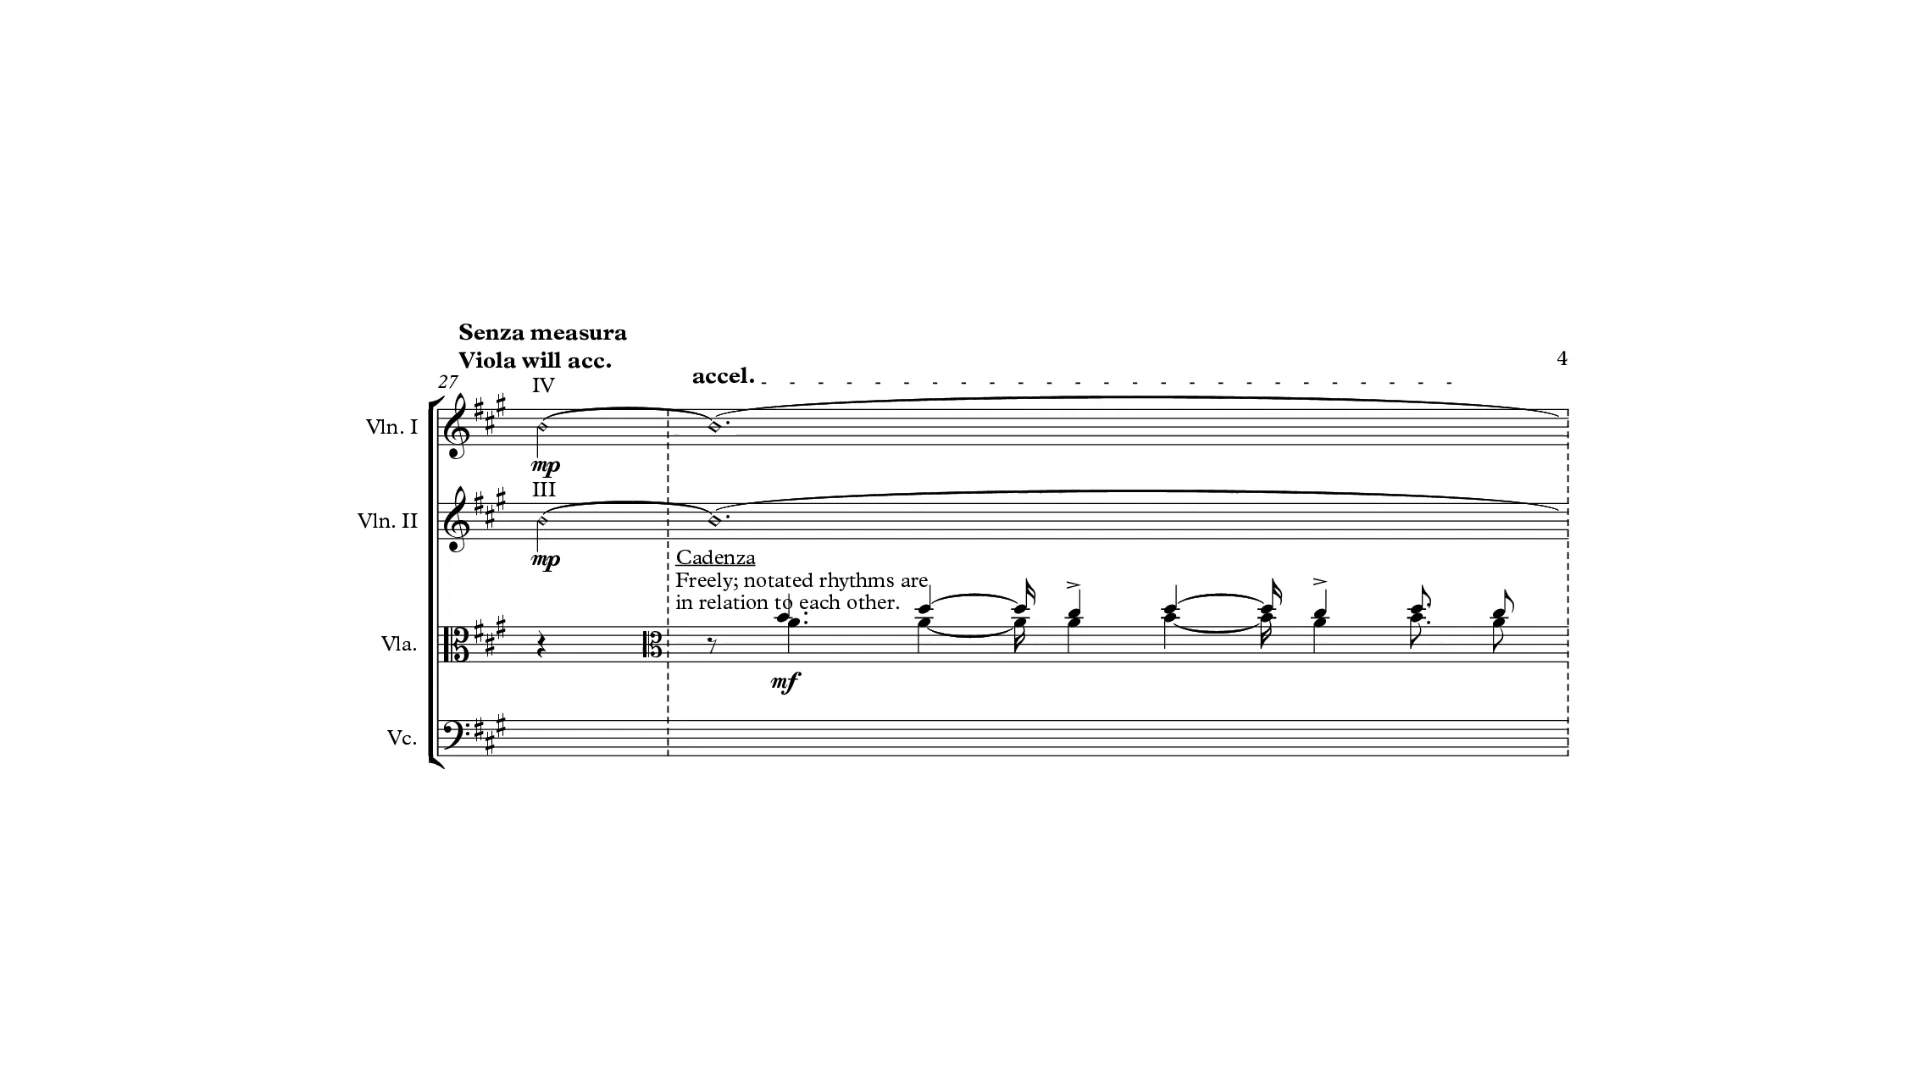 Senza measura
Viola will acc.
4
27
IV
accel.
Vln. I
mp
III
Vln. II
mp
Cadenza
Freely; notated rhythms are
in relation to each other.
Vla.
mf
Vc.